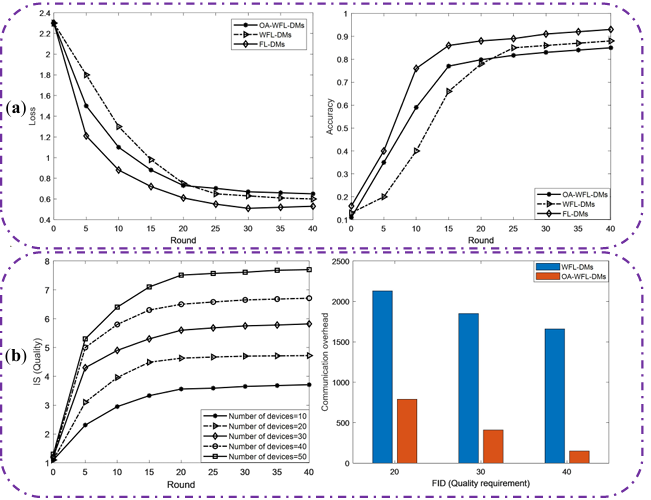 (a)
2.4
2.2
2
1.8
1.6
1.4
1.2
1
0.8
0.6
0.4
Loss
0 5 10 15 20 25 30 35 40
Round
OA-WFL-DMs
WFL-DMs
FL-DMs
1
0.9
0.8
0.7
0.6
0.5
0.4
0.3
0.2
0.1
Accuracy
0 5 10 15 20 25 30 35 40
Round
OA-WFL-DMs
WFL-DMs
FL-DMs
(b)
8
7
6
5
4
3
2
1
IS (Quality)
0 5 10 15 20 25 30 35 40
Round
Number of devices=10
Number of devices=20
Number of devices=30
Number of devices=40
Number of devices=50
2500
2000
1500
1000
500
0
Communication overhead
20 30 40
FID (Quality requirement)
WFL-DMs
OA-WFL-DMs